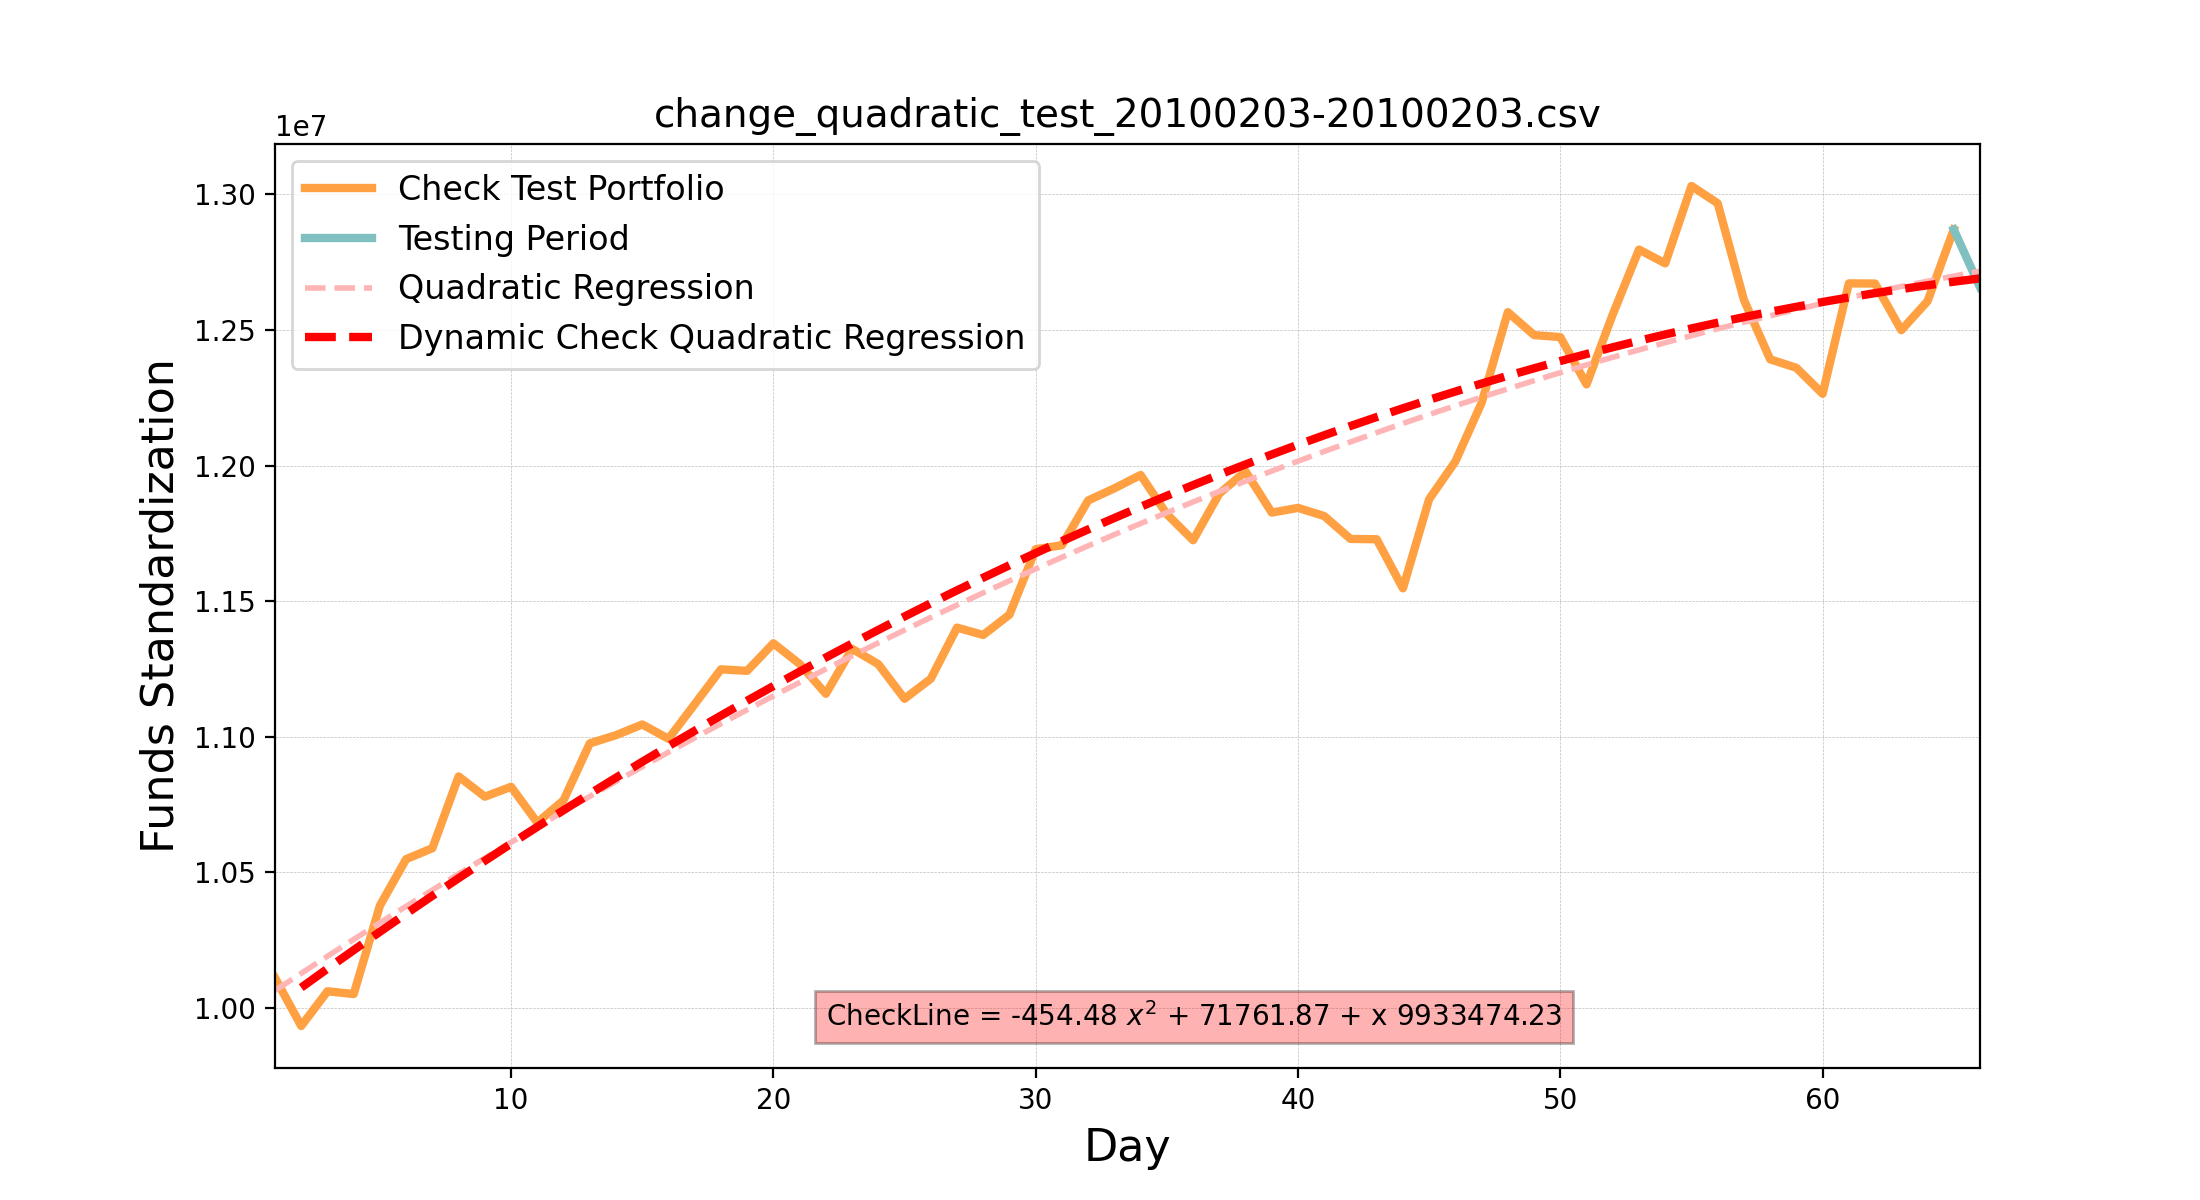 change_quadratic_test_20100203-20100203.csv
1e7
Check Test Portfolio
Testing Period
Quadratic Regression
Dynamic Check Quadratic Regression
1.30
1.25
1.20
1.15
1.10
1.05
1.00
Funds Standardization
CheckLine = -454.48 x² + 71761.87 + x 9933474.23
10 20 30 40 50 60
Day